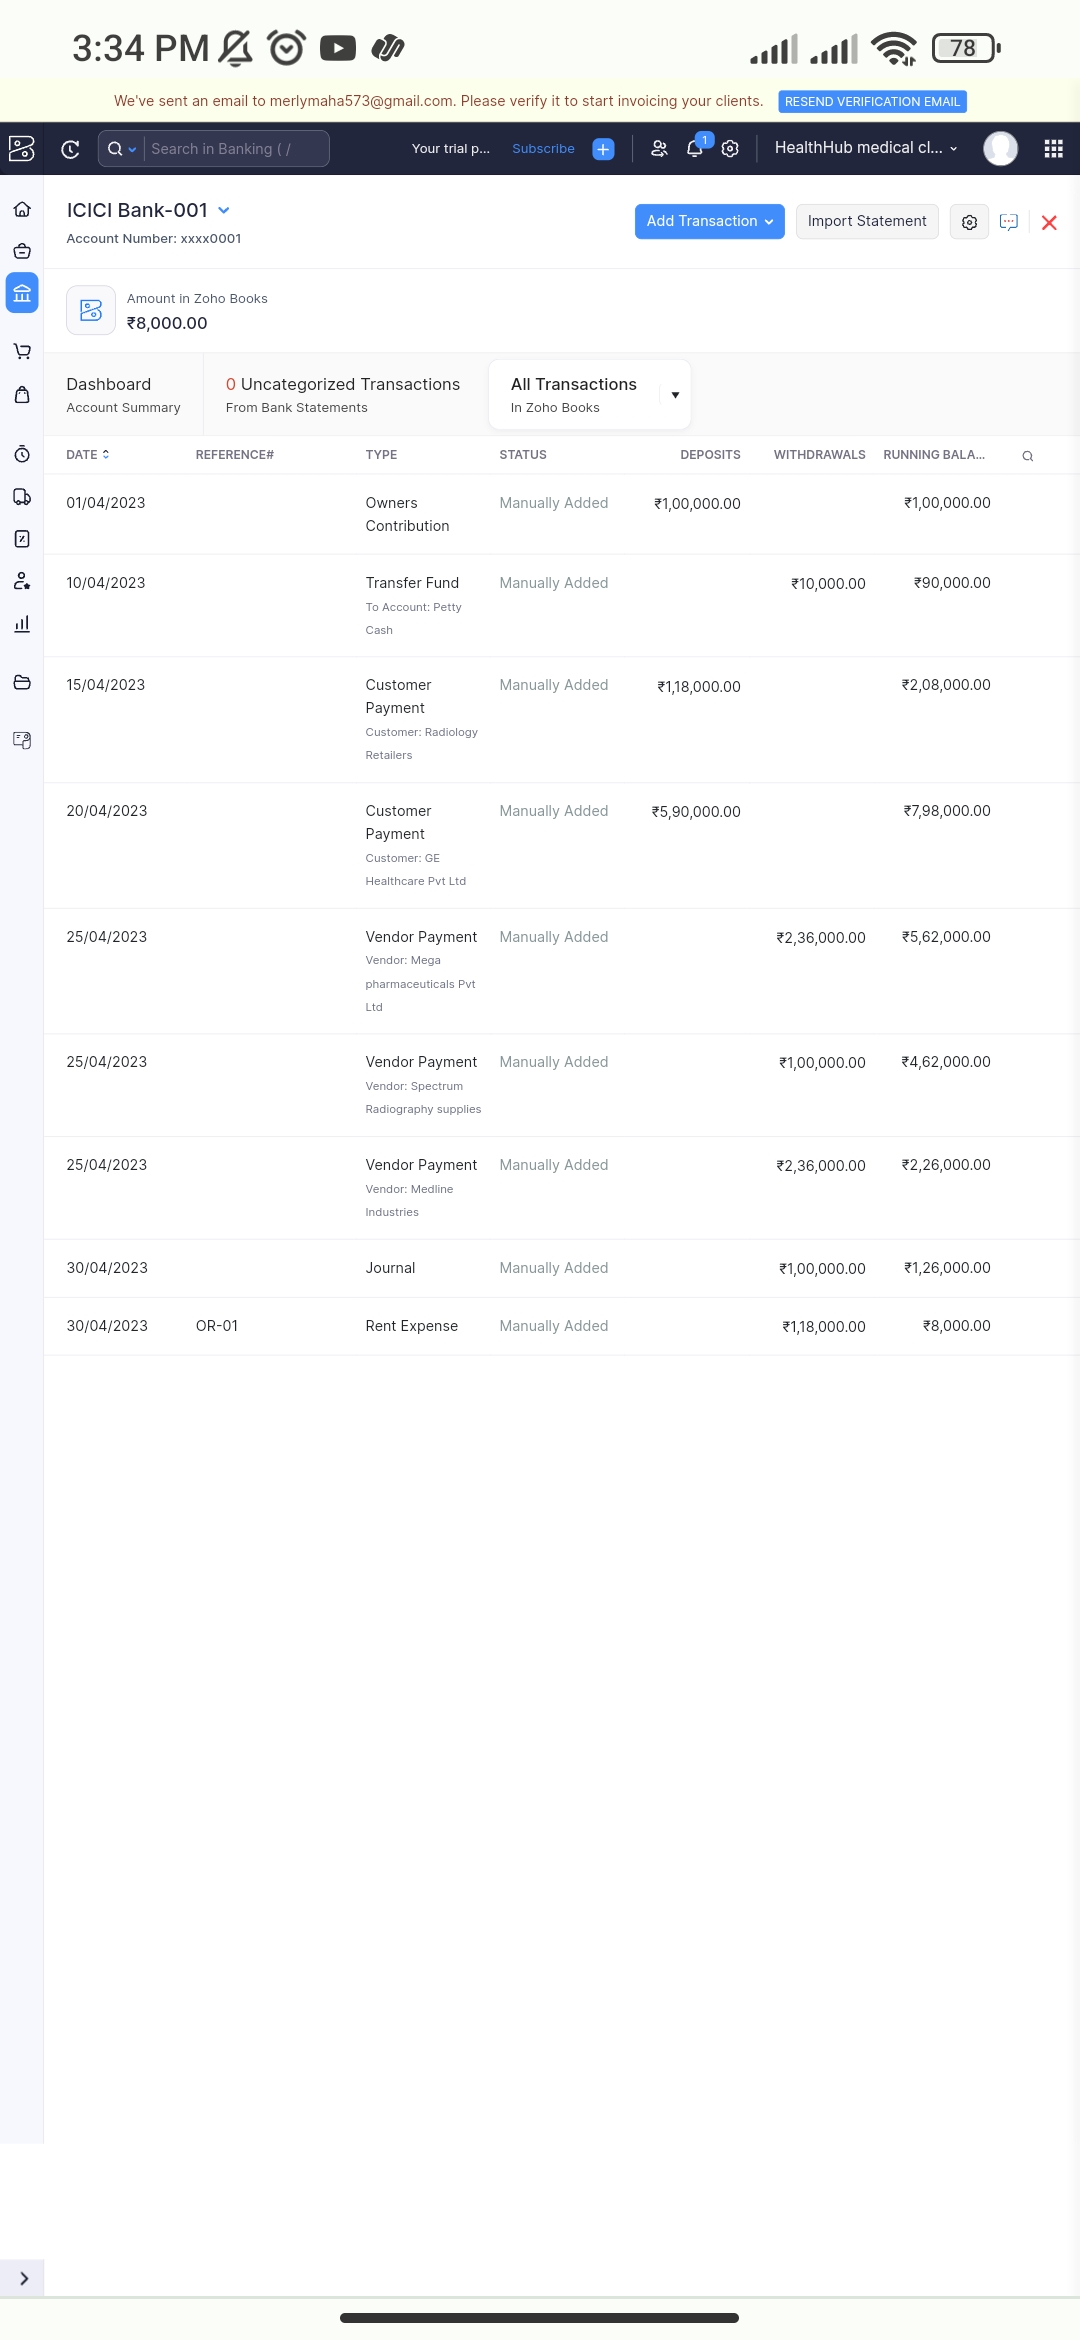 3:34 PM 78
We've sent an email to merlymaha573@gmail.com. Please verify it to start invoicing your clients. RESEND VERIFICATION EMAIL
Search in Banking ( / Your trial p... Subscribe 1 HealthHub medical cl...
ICICI Bank-001
Account Number: xxxx0001
Add Transaction Import Statement
Amount in Zoho Books
₹8,000.00
Dashboard 0 Uncategorized Transactions All Transactions
Account Summary From Bank Statements In Zoho Books
DATE REFERENCE# TYPE STATUS DEPOSITS WITHDRAWALS RUNNING BALA...
01/04/2023 Owners Manually Added ₹1,00,000.00 ₹1,00,000.00
Contribution
10/04/2023 Transfer Fund Manually Added ₹10,000.00 ₹90,000.00
To Account: Petty
Cash
15/04/2023 Customer Manually Added ₹1,18,000.00 ₹2,08,000.00
Payment
Customer: Radiology
Retailers
20/04/2023 Customer Manually Added ₹5,90,000.00 ₹7,98,000.00
Payment
Customer: GE
Healthcare Pvt Ltd
25/04/2023 Vendor Payment Manually Added ₹2,36,000.00 ₹5,62,000.00
Vendor: Mega
pharmaceuticals Pvt
Ltd
25/04/2023 Vendor Payment Manually Added ₹1,00,000.00 ₹4,62,000.00
Vendor: Spectrum
Radiography supplies
25/04/2023 Vendor Payment Manually Added ₹2,36,000.00 ₹2,26,000.00
Vendor: Medline
Industries
30/04/2023 Journal Manually Added ₹1,00,000.00 ₹1,26,000.00
30/04/2023 OR-01 Rent Expense Manually Added ₹1,18,000.00 ₹8,000.00